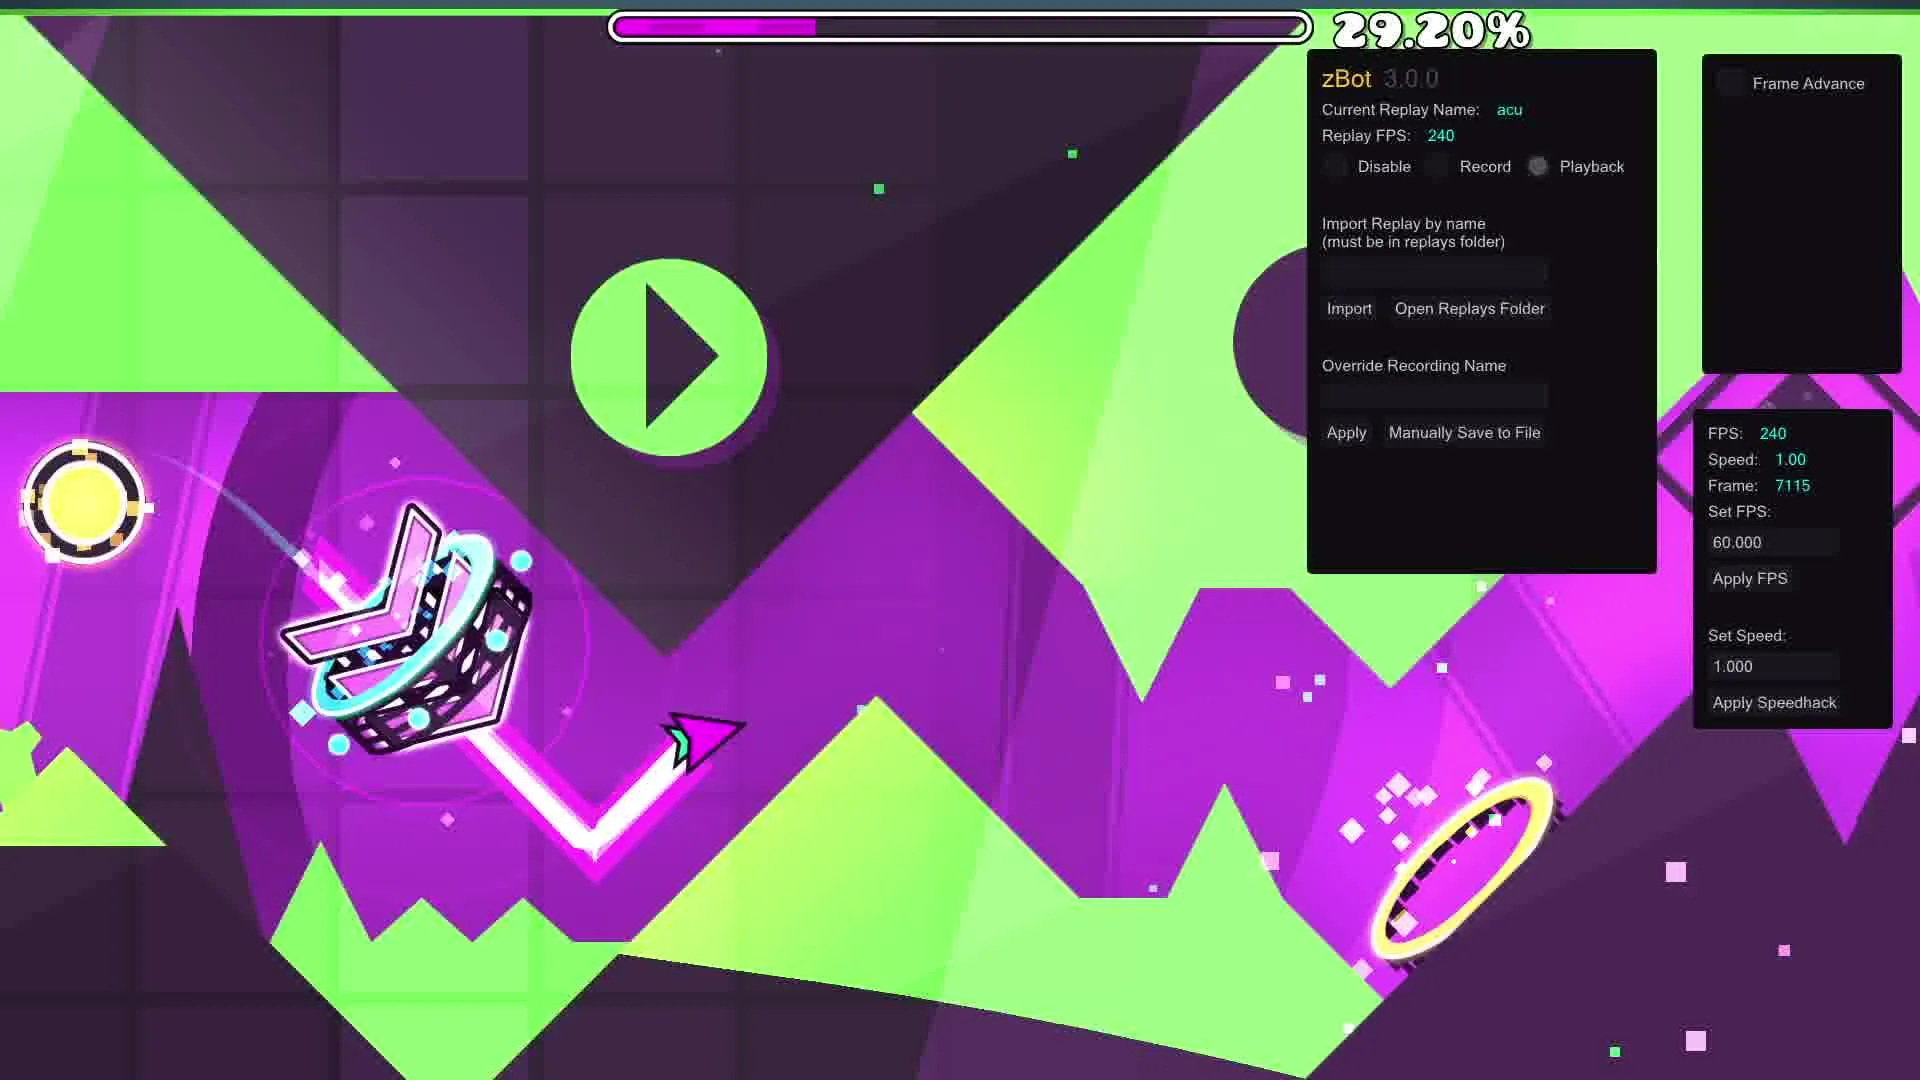 29.20%
zBot 3.0.0
Current Replay Name: acu
Replay FPS: 240
Disable Record Playback
Import Replay by name
(must be in replays folder)
Import Open Replays Folder
Override Recording Name
Apply Manually Save to File
Frame Advance
FPS: 240
Speed: 1.00
Frame: 7115
Set FPS:
60.000
Apply FPS
Set Speed:
1.000
Apply Speedhack